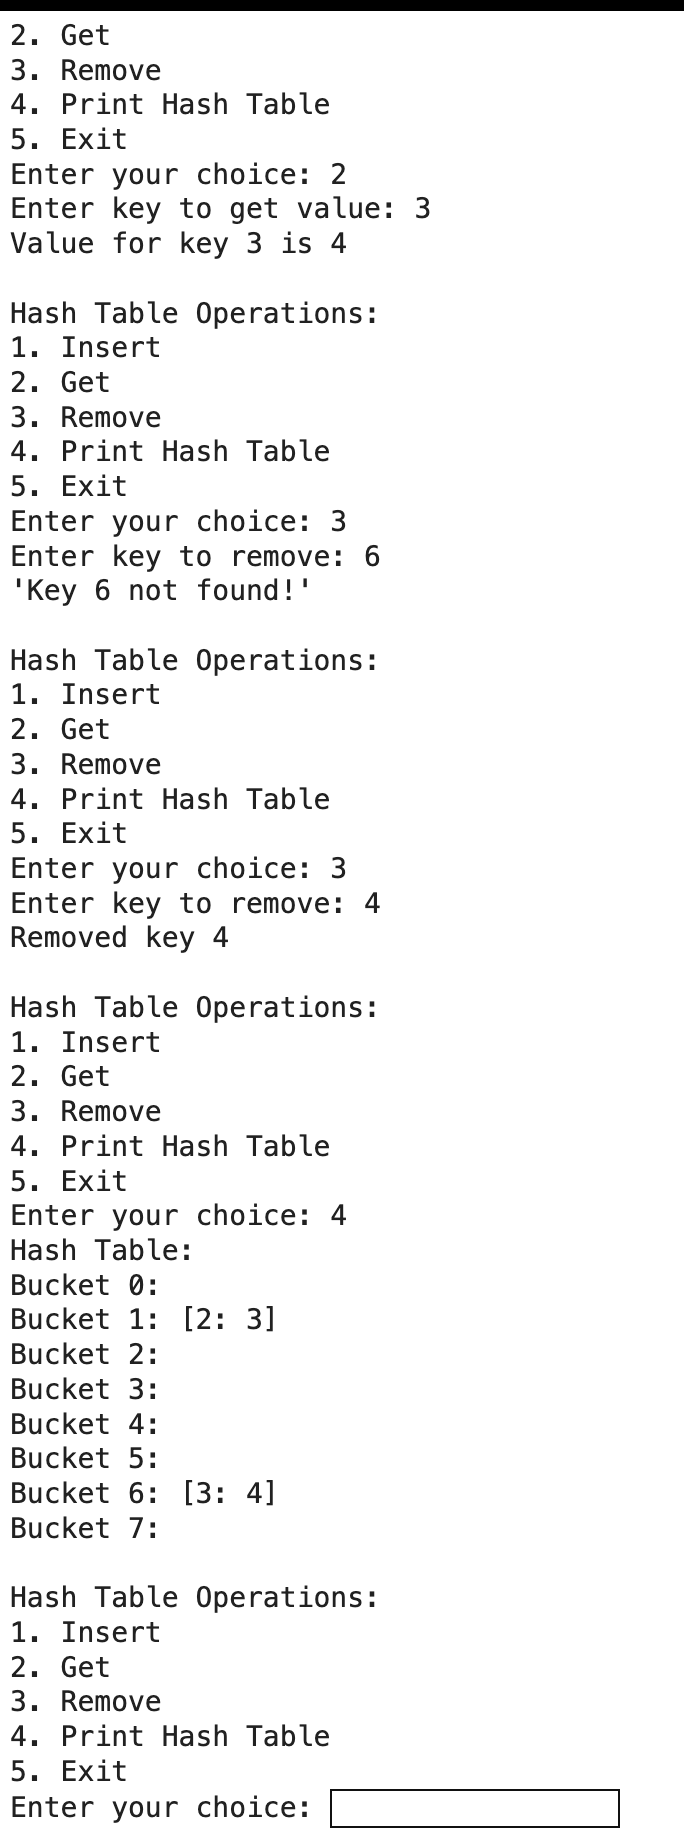 2. Get
3. Remove
4. Print Hash Table
5. Exit
Enter your choice: 2
Enter key to get value: 3
Value for key 3 is 4

Hash Table Operations:
1. Insert
2. Get
3. Remove
4. Print Hash Table
5. Exit
Enter your choice: 3
Enter key to remove: 6
'Key 6 not found!'

Hash Table Operations:
1. Insert
2. Get
3. Remove
4. Print Hash Table
5. Exit
Enter your choice: 3
Enter key to remove: 4
Removed key 4

Hash Table Operations:
1. Insert
2. Get
3. Remove
4. Print Hash Table
5. Exit
Enter your choice: 4
Hash Table:
Bucket 0:
Bucket 1: [2: 3]
Bucket 2:
Bucket 3:
Bucket 4:
Bucket 5:
Bucket 6: [3: 4]
Bucket 7:

Hash Table Operations:
1. Insert
2. Get
3. Remove
4. Print Hash Table
5. Exit
Enter your choice: